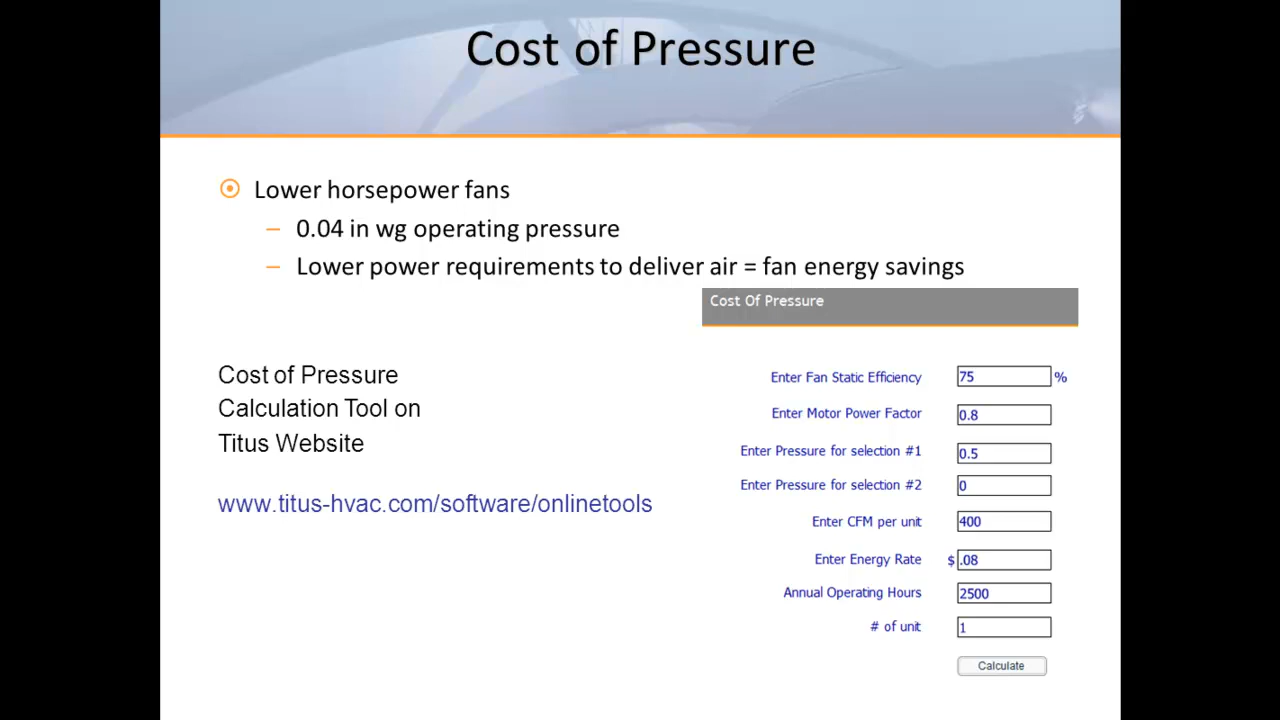 Cost of Pressure
Lower horsepower fans
– 0.04 in wg operating pressure
– Lower power requirements to deliver air = fan energy savings
Cost Of Pressure
Cost of Pressure
Calculation Tool on
Titus Website
www.titus-hvac.com/software/onlinetools
Enter Fan Static Efficiency 75 %
Enter Motor Power Factor 0.8
Enter Pressure for selection #1 0.5
Enter Pressure for selection #2 0
Enter CFM per unit 400
Enter Energy Rate $ .08
Annual Operating Hours 2500
# of unit 1
Calculate